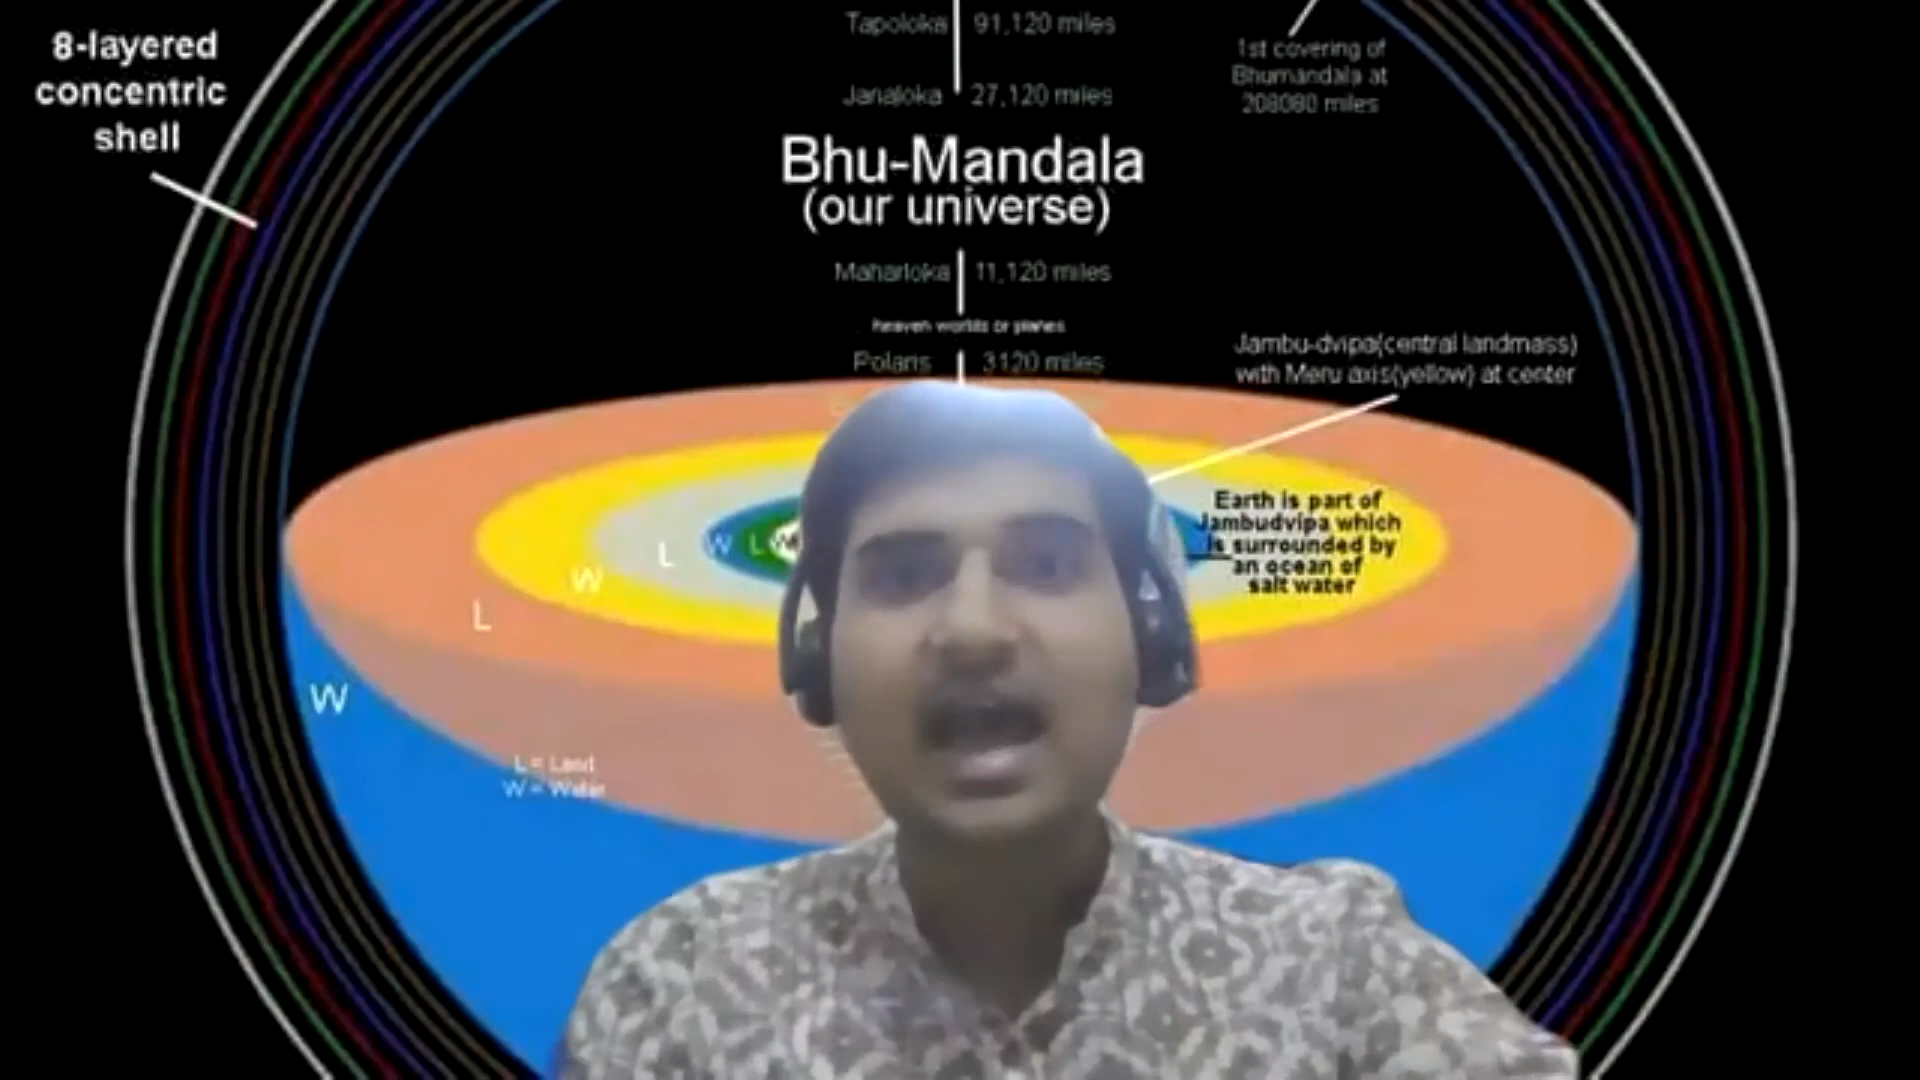 8-layered
concentric
shell
Tapoloka 91,120 miles
Janaloka 27,120 miles
1st covering of
Bhumandala at
208080 miles
Bhu-Mandala
(our universe)
Maharloka 11,120 miles
heaven worlds or planes
Polaris 3120 miles
Jambu-dvipa(central landmass)
with Meru axis(yellow) at center
Earth is part of
Jambudvipa which
is surrounded by
an ocean of
salt water
W L
L
W
L
W
L = Land
W = Water